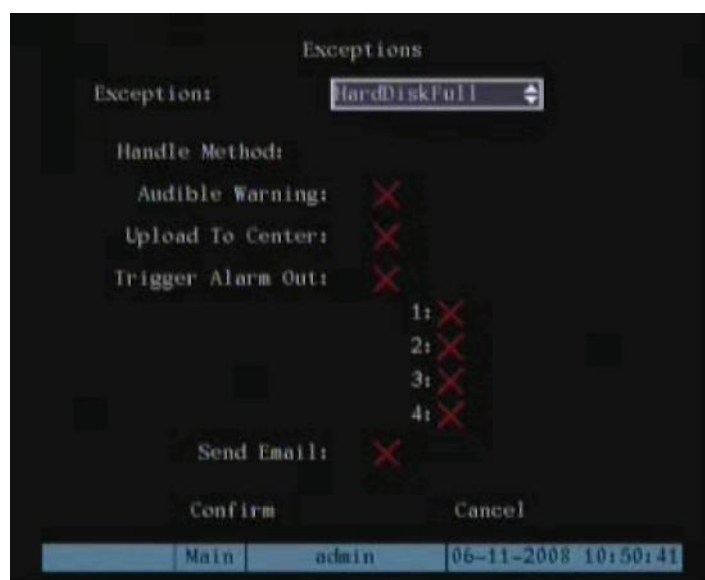 Exceptions
Exception: HardDiskFull
Handle Method:
Audible Warning:
Upload To Center:
Trigger Alarm Out:
1:
2:
3:
4:
Send Email:
Confirm Cancel
Main admin 06-11-2008 10:50:41